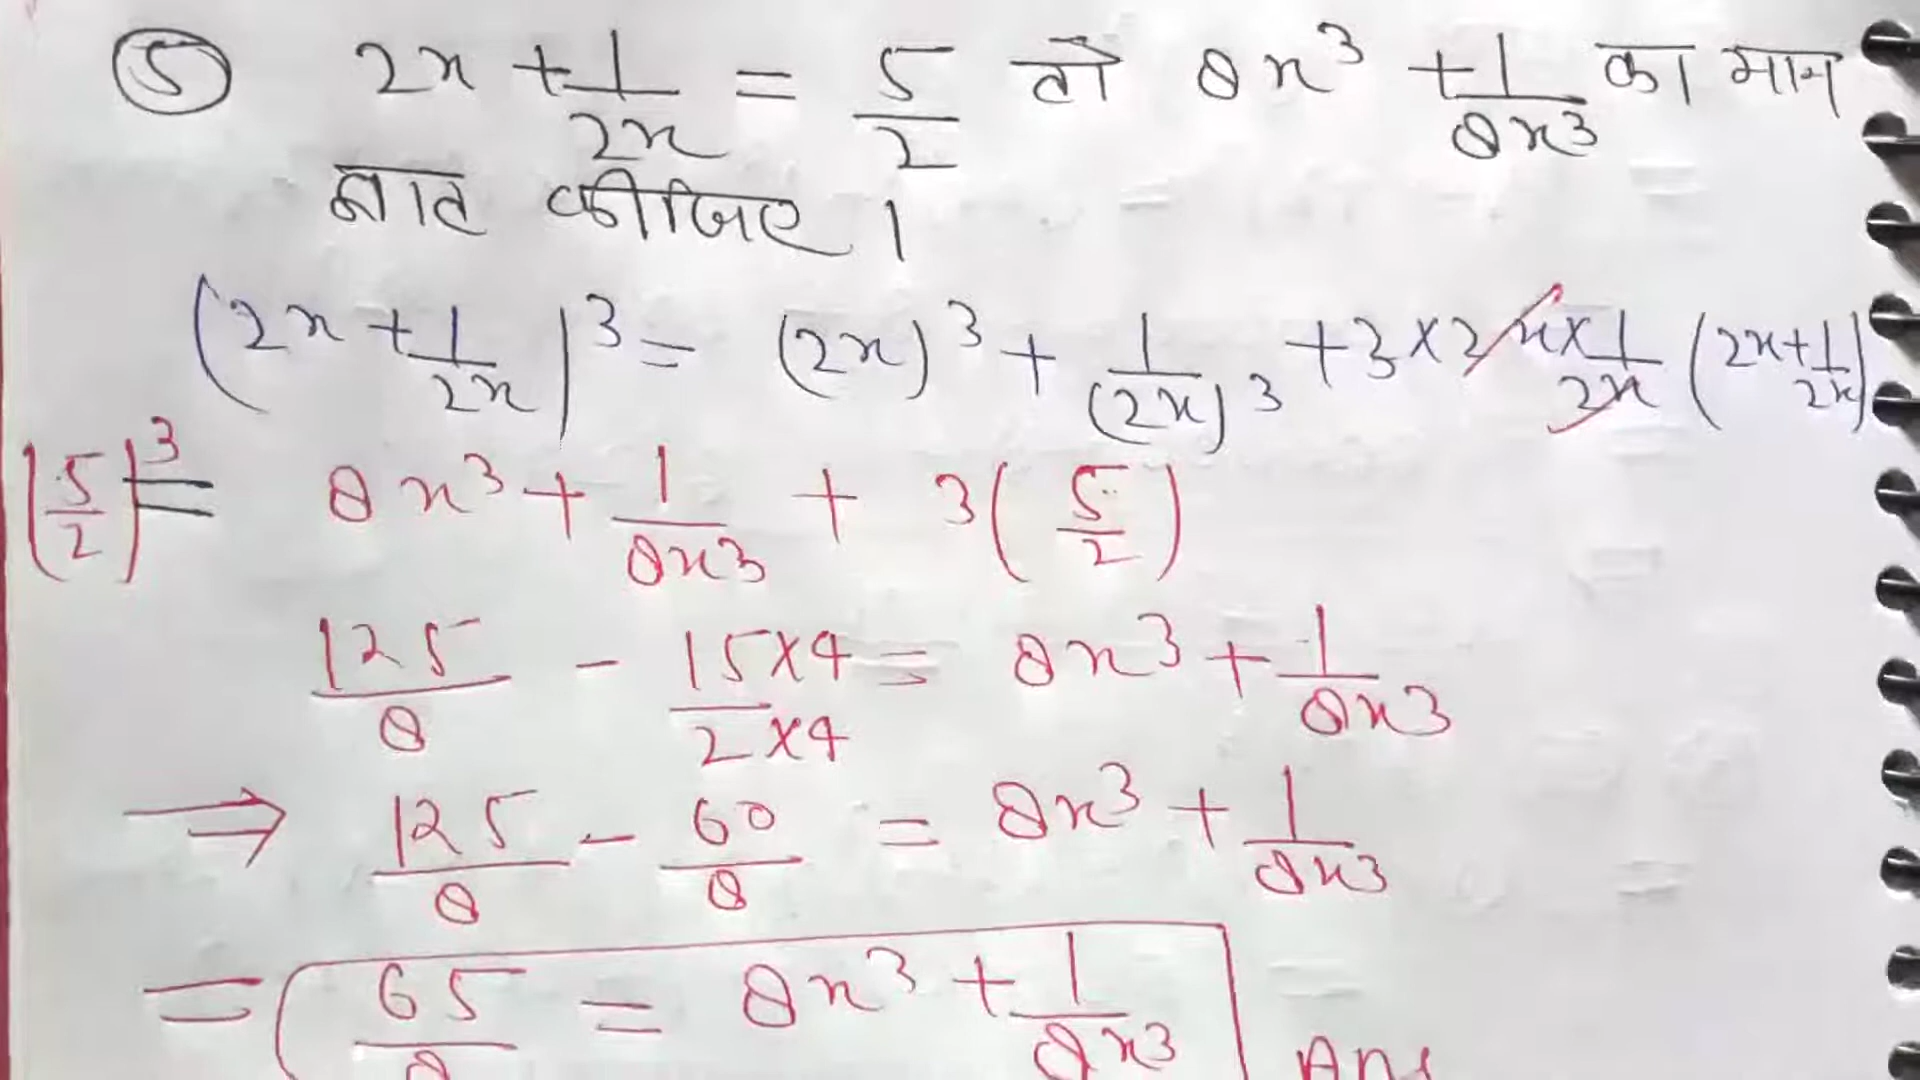 ⑤ 2x + 1/2x = 5/2 तो 8x³ + 1/8x³ का मान
ज्ञात कीजिए ।
(2x + 1/2x)³ = (2x)³ + 1/(2x)³ + 3 × 2x × 1/2x (2x + 1/2x)
(5/2)³ = 8x³ + 1/8x³ + 3(5/2)
125/8 - 15×4/2×4 = 8x³ + 1/8x³
⇒ 125/8 - 60/8 = 8x³ + 1/8x³
= 65/8 = 8x³ + 1/8x³ Ans